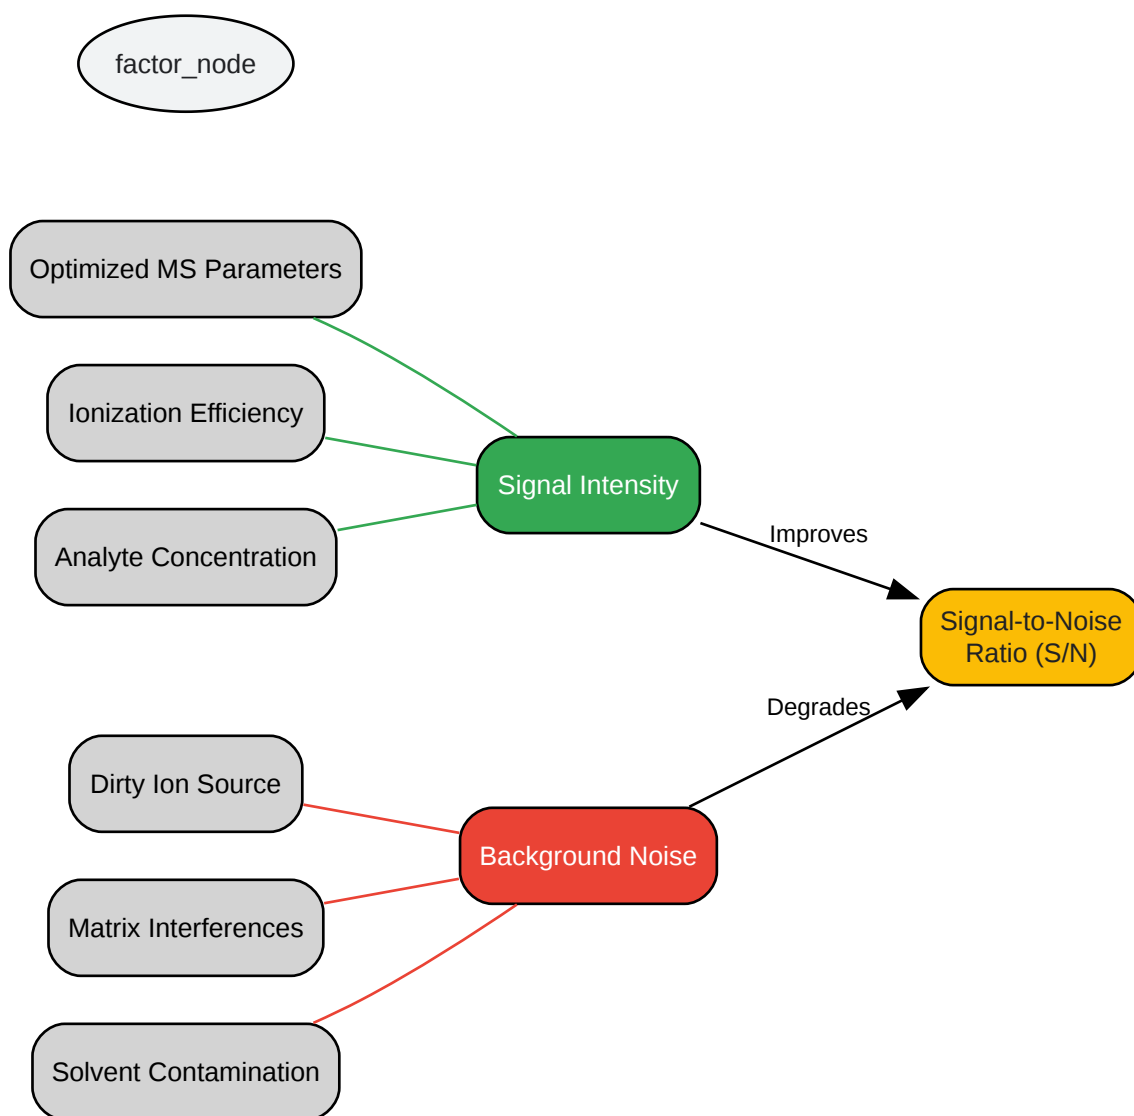 factor_node
Optimized MS Parameters
Ionization Efficiency
Analyte Concentration
Signal Intensity
Improves
Signal-to-Noise
Ratio (S/N)
Degrades
Dirty Ion Source
Matrix Interferences
Solvent Contamination
Background Noise